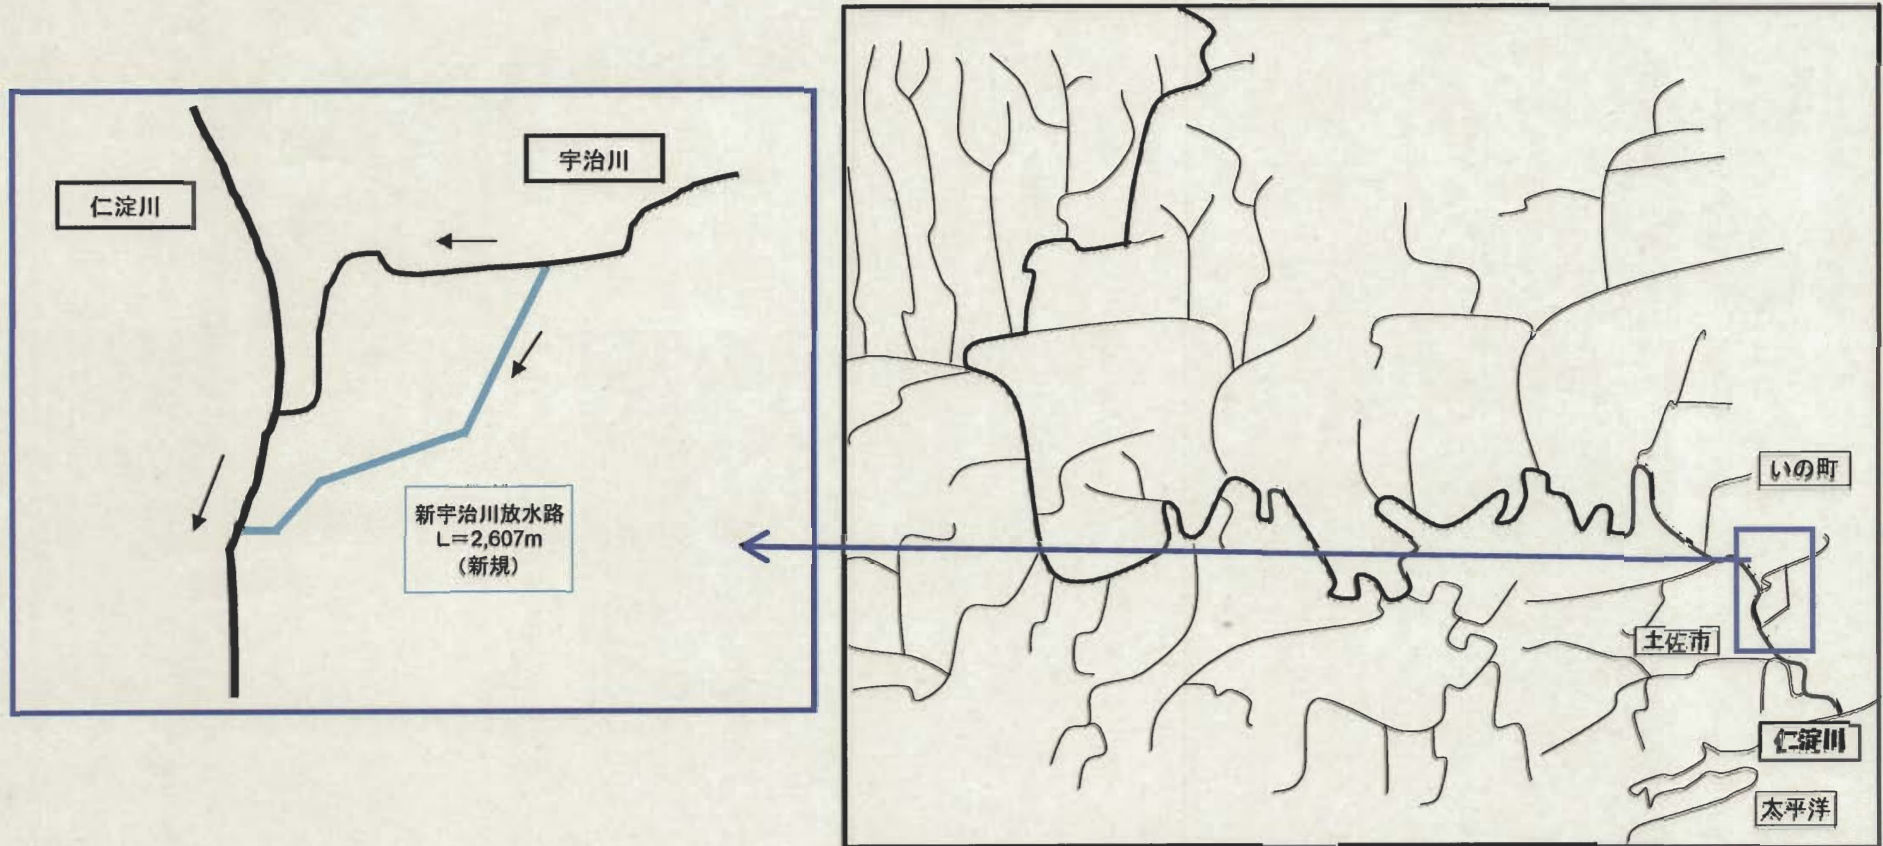 宇治川
仁淀川
新宇治川放水路
L=2,607m
(新規)
いの町
土佐市
仁淀川
太平洋